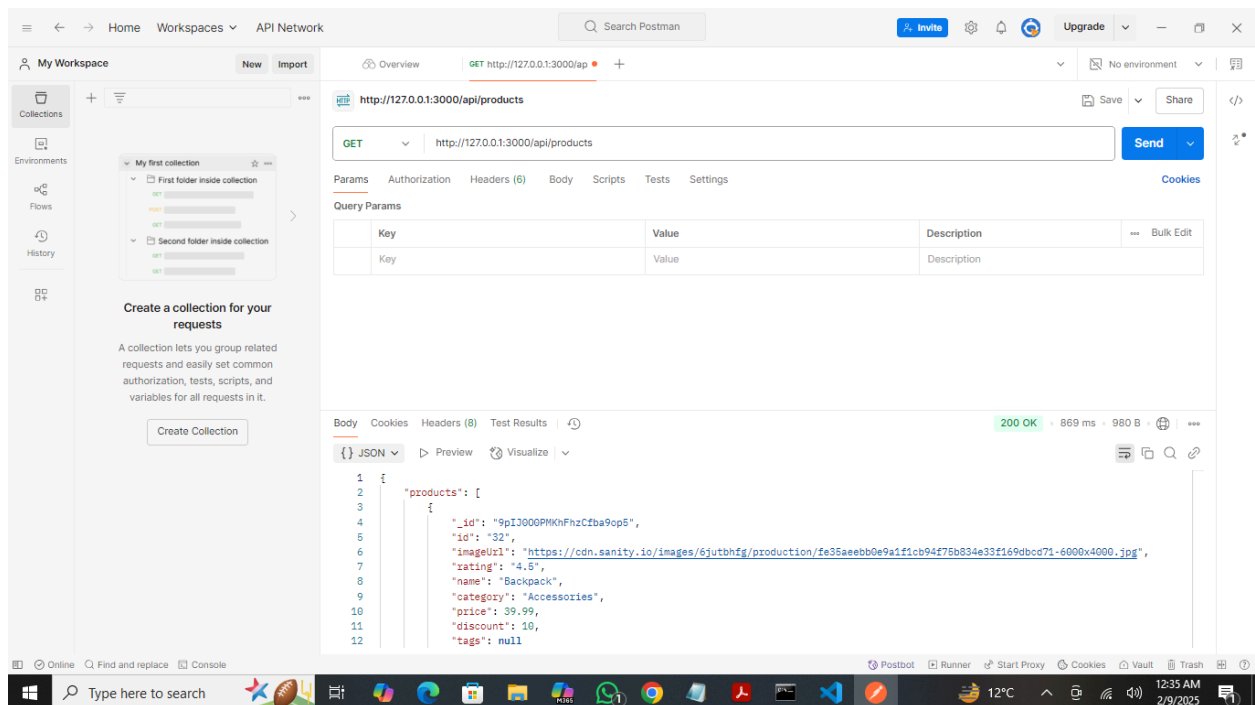 Home Workspaces API Network Search Postman Invite Upgrade
My Workspace New Import Overview GET http://127.0.0.1:3000/ap No environment
Collections
Environments
Flows
History
My first collection
First folder inside collection
GET
POST
GET
Second folder inside collection
GET
GET
Create a collection for your
requests
A collection lets you group related
requests and easily set common
authorization, tests, scripts, and
variables for all requests in it.
Create Collection
HTTP http://127.0.0.1:3000/api/products Save Share
GET http://127.0.0.1:3000/api/products Send
Params Authorization Headers (6) Body Scripts Tests Settings Cookies
Query Params
Key Value Description Bulk Edit
Key Value Description
Body Cookies Headers (8) Test Results 200 OK 869 ms 980 B
{} JSON Preview Visualize
1 {
2 "products": [
3 {
4 "_id": "9pIJ0O0PMKhFhzCfba9op5",
5 "id": "32",
6 "imageUrl": "https://cdn.sanity.io/images/6jutbhfg/production/fe35aeebb0e9a1f1cb94f75b834e33f169dbcd71-6000x4000.jpg",
7 "rating": "4.5",
8 "name": "Backpack",
9 "category": "Accessories",
10 "price": 39.99,
11 "discount": 10,
12 "tags": null
Online Find and replace Console Postbot Runner Start Proxy Cookies Vault Trash
Type here to search M365 1 12°C 12:35 AM
2/9/2025 1